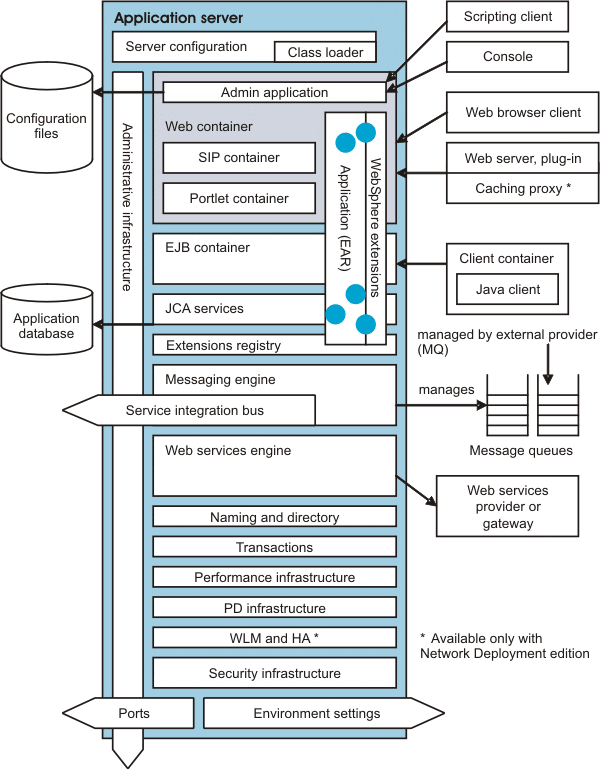 Application server
Server configuration
Class loader
Scripting client
Console
Admin application
Configuration
files
Administrative infrastructure
Web container
SIP container
Portlet container
Application (EAR)
WebSphere extensions
Web browser client
Web server, plug-in
Caching proxy *
EJB container
Client container
Java client
JCA services
Application
database
Extensions registry
managed by external provider
(MQ)
Messaging engine
Service integration bus
manages
Message queues
Web services engine
Web services
provider or
gateway
Naming and directory
Transactions
Performance infrastructure
PD infrastructure
WLM and HA *
* Available only with
Network Deployment edition
Security infrastructure
Ports
Environment settings